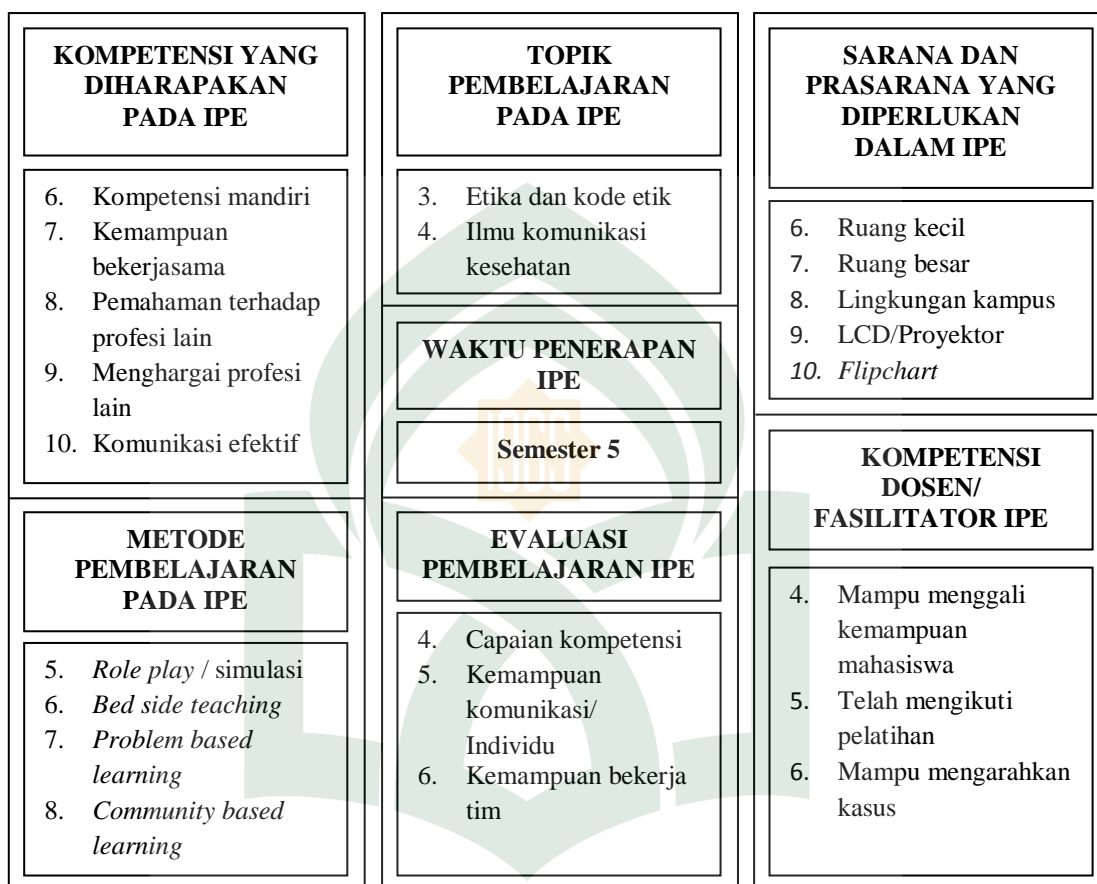 KOMPETENSI YANG
DIHARAPAKAN
PADA IPE
6. Kompetensi mandiri
7. Kemampuan
bekerjasama
8. Pemahaman terhadap
profesi lain
9. Menghargai profesi
lain
10. Komunikasi efektif
METODE
PEMBELAJARAN
PADA IPE
5. Role play / simulasi
6. Bed side teaching
7. Problem based
learning
8. Community based
learning
TOPIK
PEMBELAJARAN
PADA IPE
3. Etika dan kode etik
4. Ilmu komunikasi
kesehatan
WAKTU PENERAPAN
IPE
Semester 5
EVALUASI
PEMBELAJARAN IPE
4. Capaian kompetensi
5. Kemampuan
komunikasi/
Individu
6. Kemampuan bekerja
tim
SARANA DAN
PRASARANA YANG
DIPERLUKAN
DALAM IPE
6. Ruang kecil
7. Ruang besar
8. Lingkungan kampus
9. LCD/Proyektor
10. Flipchart
KOMPETENSI
DOSEN/
FASILITATOR IPE
4. Mampu menggali
kemampuan
mahasiswa
5. Telah mengikuti
pelatihan
6. Mampu mengarahkan
kasus